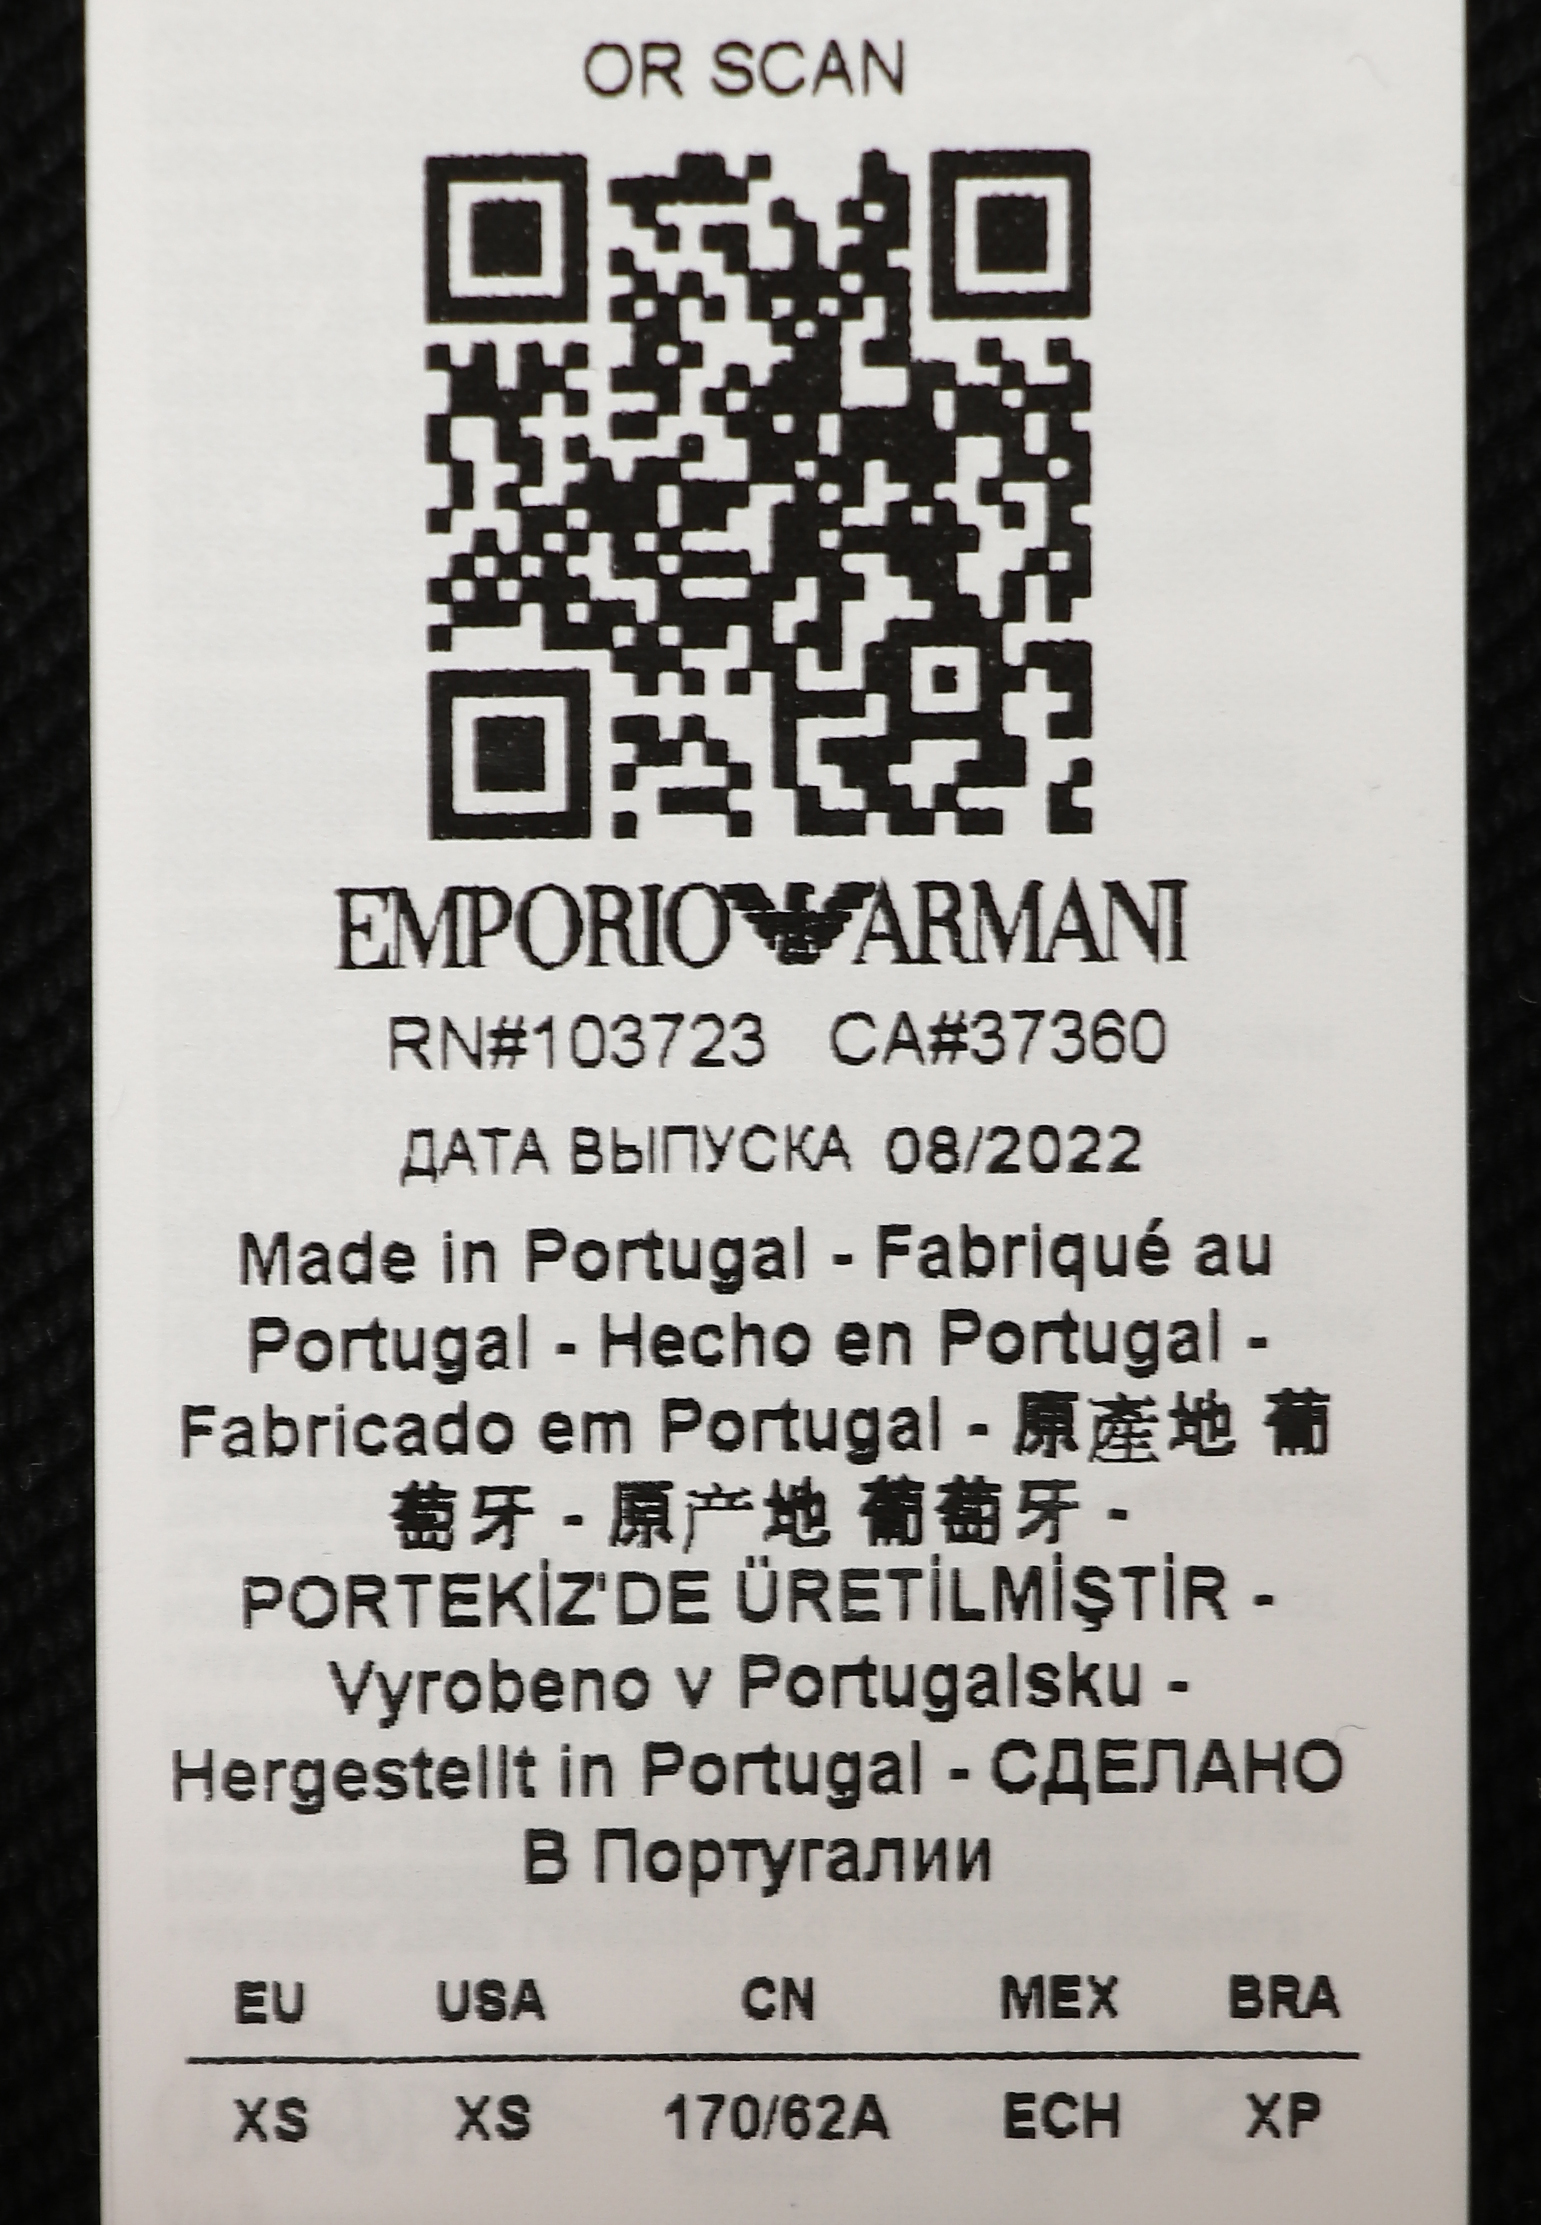 OR SCAN
EMPORIO ARMANI
RN#103723 CA#37360
ДАТА ВЫПУСКА 08/2022
Made in Portugal - Fabriqué au
Portugal - Hecho en Portugal -
Fabricado em Portugal - 原產地 葡
萄牙 - 原产地 葡萄牙 -
PORTEKİZ'DE ÜRETİLMİŞTİR -
Vyrobeno v Portugalsku -
Hergestellt in Portugal - СДЕЛАНО
В Португалии
EU USA CN MEX BRA
XS XS 170/62A ECH XP